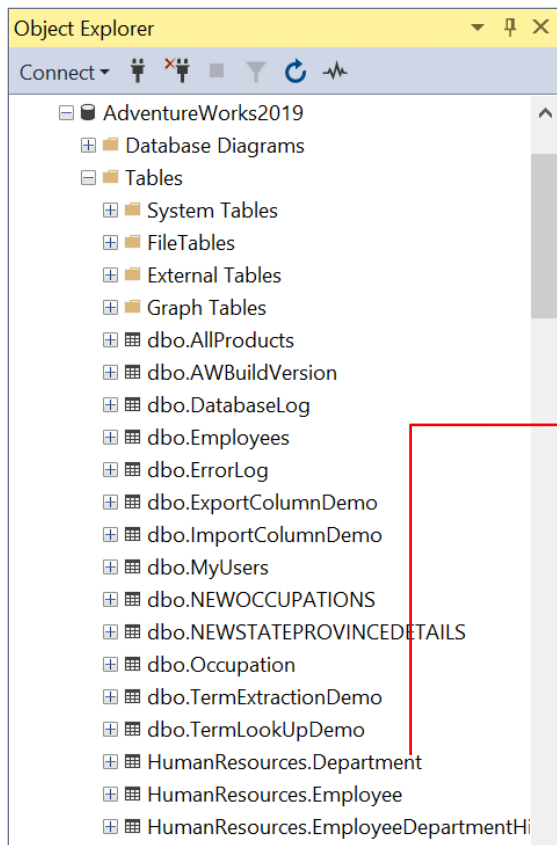 Object Explorer
Connect
AdventureWorks2019
Database Diagrams
Tables
System Tables
FileTables
External Tables
Graph Tables
dbo.AllProducts
dbo.AWBuildVersion
dbo.DatabaseLog
dbo.Employees
dbo.ErrorLog
dbo.ExportColumnDemo
dbo.ImportColumnDemo
dbo.MyUsers
dbo.NEWOCCUPATIONS
dbo.NEWSTATEPROVINCEDETAILS
dbo.Occupation
dbo.TermExtractionDemo
dbo.TermLookUpDemo
HumanResources.Department
HumanResources.Employee
HumanResources.EmployeeDepartmentHi